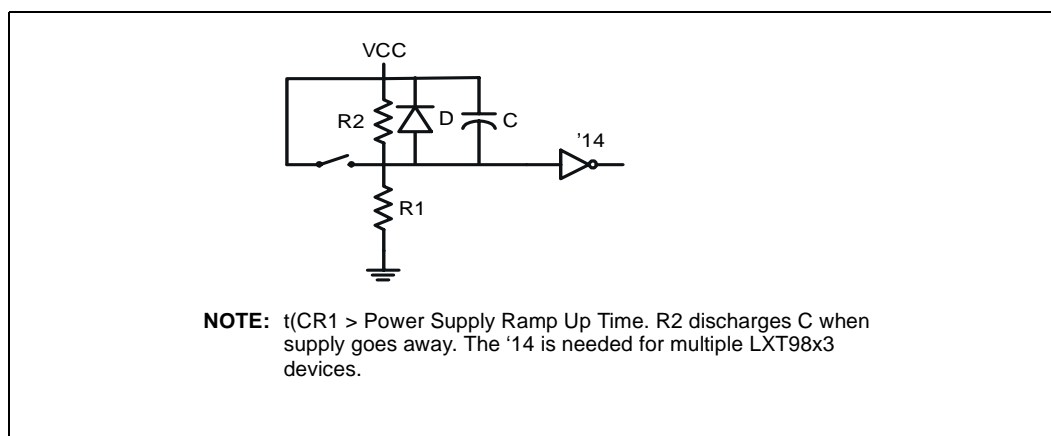 VCC
R2
D
C
’14
R1
NOTE: t(CR1 > Power Supply Ramp Up Time. R2 discharges C when
supply goes away. The ‘14 is needed for multiple LXT98x3
devices.